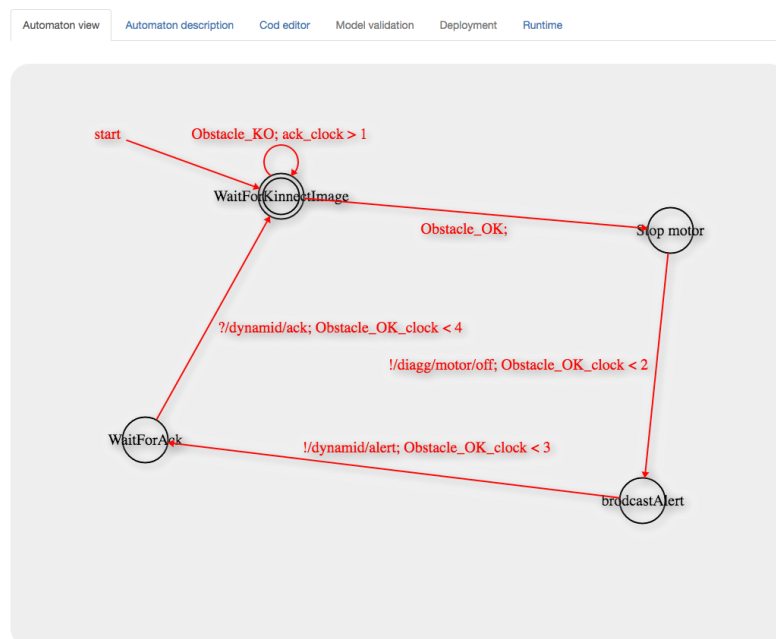 Automaton view
Automaton description
Cod editor
Model validation
Deployment
Runtime
start
Obstacle_KO; ack_clock > 1
WaitForKinnectImage
Obstacle_OK;
Stop motor
?/dynamid/ack; Obstacle_OK_clock < 4
!/diagg/motor/off; Obstacle_OK_clock < 2
WaitForAck
!/dynamid/alert; Obstacle_OK_clock < 3
brodcastAlert